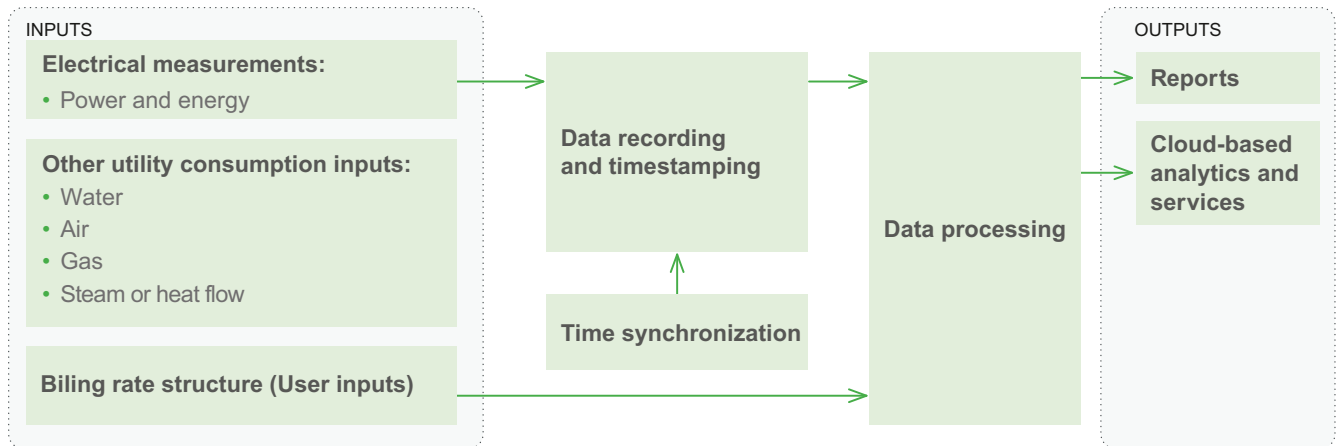 INPUTS
Electrical measurements:
• Power and energy
Other utility consumption inputs:
• Water
• Air
• Gas
• Steam or heat flow
Biling rate structure (User inputs)
Data recording
and timestamping
Time synchronization
Data processing
OUTPUTS
Reports
Cloud-based
analytics and
services